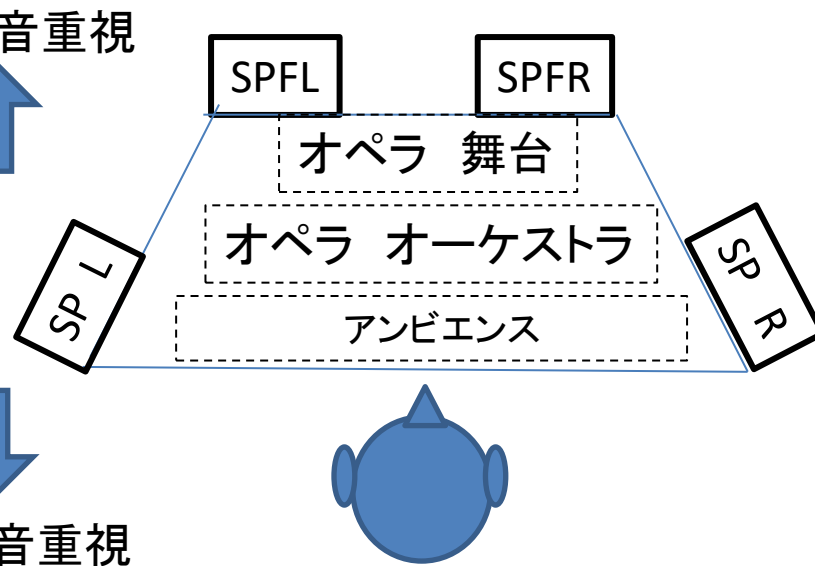 音重視
SPFL
SPFR
オペラ 舞台
オペラ オーケストラ
SP L
SP R
アンビエンス
音重視